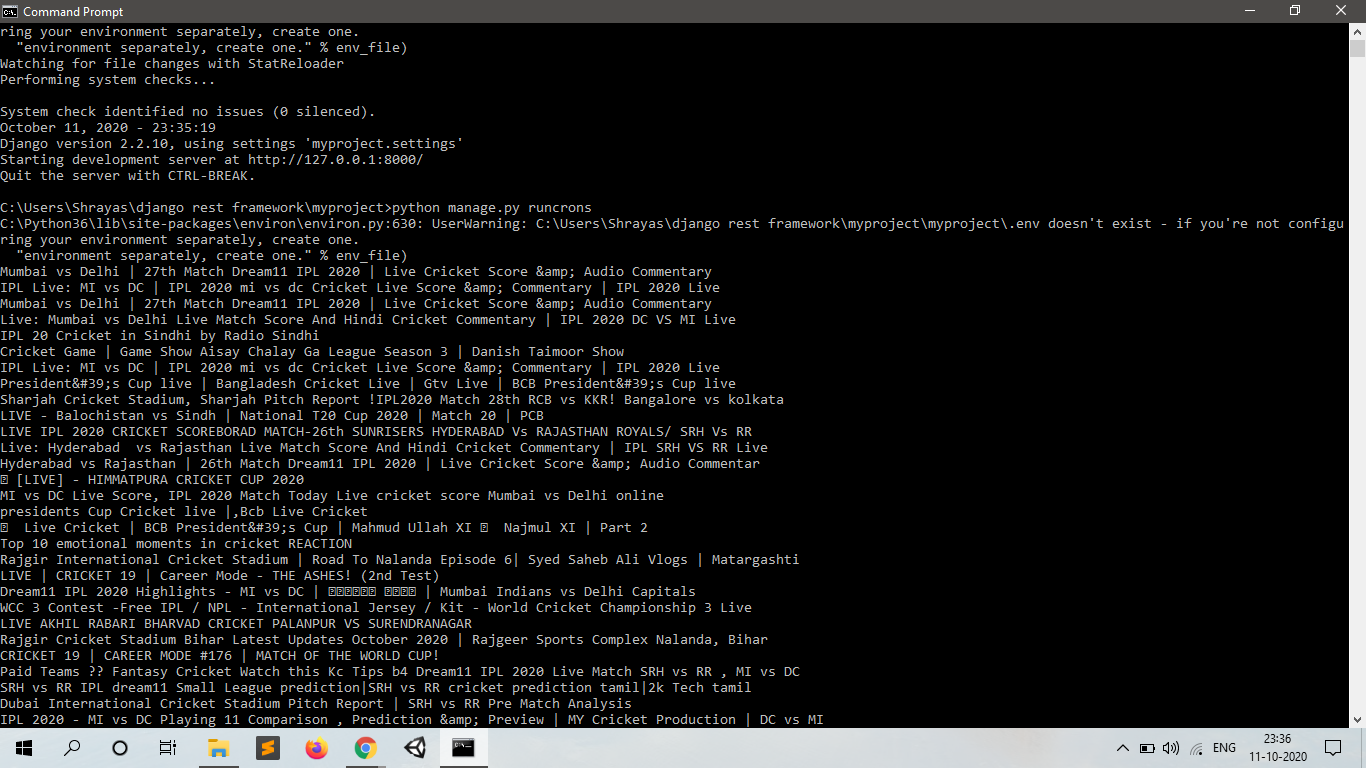 Command Prompt
ring your environment separately, create one.
  "environment separately, create one." % env_file)
Watching for file changes with StatReloader
Performing system checks...
System check identified no issues (0 silenced).
October 11, 2020 - 23:35:19
Django version 2.2.10, using settings 'myproject.settings'
Starting development server at http://127.0.0.1:8000/
Quit the server with CTRL-BREAK.
C:\Users\Shrayas\django rest framework\myproject>python manage.py runcrons
C:\Python36\lib\site-packages\environ\environ.py:630: UserWarning: C:\Users\Shrayas\django rest framework\myproject\myproject\.env doesn't exist - if you're not configu
ring your environment separately, create one.
  "environment separately, create one." % env_file)
Mumbai vs Delhi | 27th Match Dream11 IPL 2020 | Live Cricket Score &amp; Audio Commentary
IPL Live: MI vs DC | IPL 2020 mi vs dc Cricket Live Score &amp; Commentary | IPL 2020 Live
Mumbai vs Delhi | 27th Match Dream11 IPL 2020 | Live Cricket Score &amp; Audio Commentary
Live: Mumbai vs Delhi Live Match Score And Hindi Cricket Commentary | IPL 2020 DC VS MI Live
IPL 20 Cricket in Sindhi by Radio Sindhi
Cricket Game | Game Show Aisay Chalay Ga League Season 3 | Danish Taimoor Show
IPL Live: MI vs DC | IPL 2020 mi vs dc Cricket Live Score &amp; Commentary | IPL 2020 Live
President&#39;s Cup live | Bangladesh Cricket Live | Gtv Live | BCB President&#39;s Cup live
Sharjah Cricket Stadium, Sharjah Pitch Report !IPL2020 Match 28th RCB vs KKR! Bangalore vs kolkata
LIVE - Balochistan vs Sindh | National T20 Cup 2020 | Match 20 | PCB
LIVE IPL 2020 CRICKET SCOREBORAD MATCH-26th SUNRISERS HYDERABAD Vs RAJASTHAN ROYALS/ SRH Vs RR
Live: Hyderabad  vs Rajasthan Live Match Score And Hindi Cricket Commentary | IPL SRH VS RR Live
Hyderabad vs Rajasthan | 26th Match Dream11 IPL 2020 | Live Cricket Score &amp; Audio Commentar
[LIVE] - HIMMATPURA CRICKET CUP 2020
MI vs DC Live Score, IPL 2020 Match Today Live cricket score Mumbai vs Delhi online
presidents Cup Cricket live |,Bcb Live Cricket
Live Cricket | BCB President&#39;s Cup | Mahmud Ullah XI   Najmul XI | Part 2
Top 10 emotional moments in cricket REACTION
Rajgir International Cricket Stadium | Road To Nalanda Episode 6| Syed Saheb Ali Vlogs | Matargashti
LIVE | CRICKET 19 | Career Mode - THE ASHES! (2nd Test)
Dream11 IPL 2020 Highlights - MI vs DC |   | Mumbai Indians vs Delhi Capitals
WCC 3 Contest -Free IPL / NPL - International Jersey / Kit - World Cricket Championship 3 Live
LIVE AKHIL RABARI BHARVAD CRICKET PALANPUR VS SURENDRANAGAR
Rajgir Cricket Stadium Bihar Latest Updates October 2020 | Rajgeer Sports Complex Nalanda, Bihar
CRICKET 19 | CAREER MODE #176 | MATCH OF THE WORLD CUP!
Paid Teams ?? Fantasy Cricket Watch this Kc Tips b4 Dream11 IPL 2020 Live Match SRH vs RR , MI vs DC
SRH vs RR IPL dream11 Small League prediction|SRH vs RR cricket prediction tamil|2k Tech tamil
Dubai International Cricket Stadium Pitch Report | SRH vs RR Pre Match Analysis
IPL 2020 - MI vs DC Playing 11 Comparison , Prediction &amp; Preview | MY Cricket Production | DC vs MI
ENG
23:36
11-10-2020